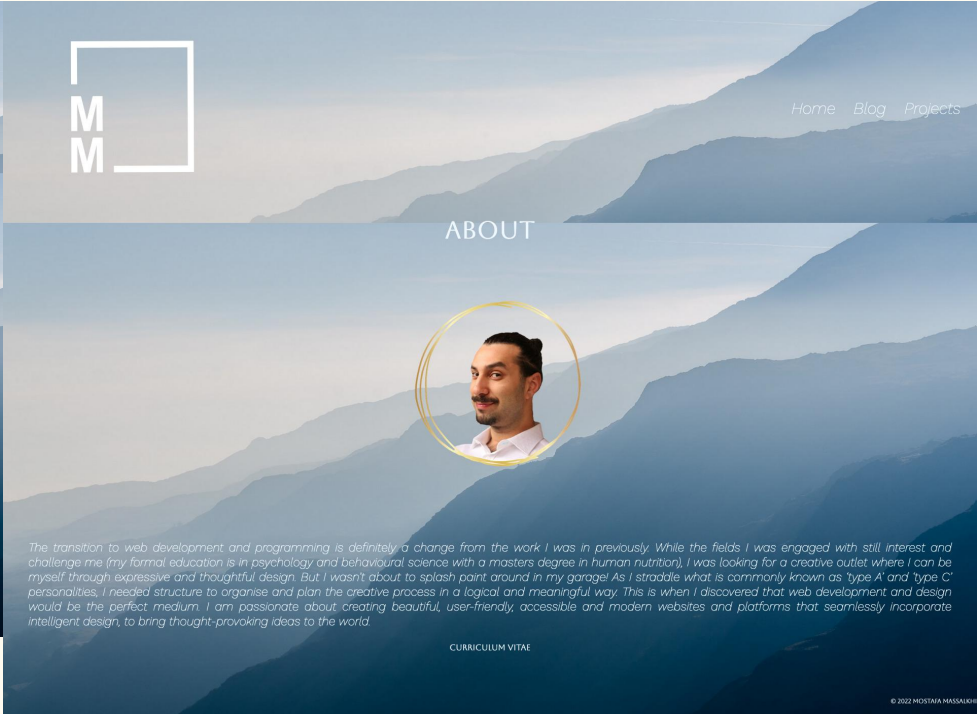 M
M
Home Blog Projects
ABOUT
The transition to web development and programming is definitely a change from the work I was in previously. While the fields I was engaged with still interest and
challenge me (my formal education is in psychology and behavioural science with a masters degree in human nutrition), I was looking for a creative outlet where I can be
myself through expressive and thoughtful design. But I wasn't about to splash paint around in my garage! As I straddle what is commonly known as 'type A' and 'type C'
personalities, I needed structure to organise and plan the creative process in a logical and meaningful way. This is when I discovered that web development and design
would be the perfect medium. I am passionate about creating beautiful, user-friendly, accessible and modern websites and platforms that seamlessly incorporate
intelligent design, to bring thought-provoking ideas to the world.
CURRICULUM VITAE
© 2022 MOSTAFA